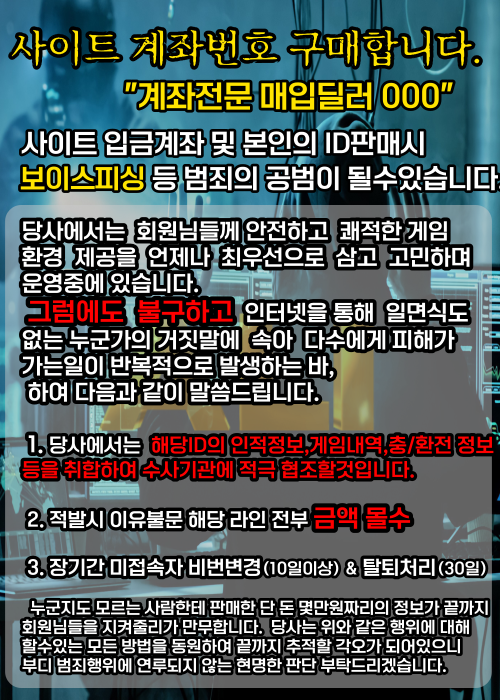 사이트 계좌번호 구매합니다.
"계좌전문 매입딜러 000"
사이트 입금계좌 및 본인의 ID판매시
보이스피싱 등 범죄의 공범이 될수있습니다.
당사에서는 회원님들께 안전하고 쾌적한 게임
환경 제공을 언제나 최우선으로 삼고 고민하며
운영중에 있습니다.
그럼에도 불구하고 인터넷을 통해 일면식도
없는 누군가의 거짓말에 속아 다수에게 피해가
가는일이 반복적으로 발생하는 바,
하여 다음과 같이 말씀드립니다.
1. 당사에서는 해당ID의 인적정보,게임내역,충/환전 정보
등을 취합하여 수사기관에 적극 협조할것입니다.
2. 적발시 이유불문 해당 라인 전부 금액 몰수
3. 장기간 미접속자 비번변경(10일이상) & 탈퇴처리(30일)
누군지도 모르는 사람한테 판매한 단 돈 몇만원짜리의 정보가 끝까지
회원님들을 지켜줄리가 만무합니다. 당사는 위와 같은 행위에 대해
할수있는 모든 방법을 동원하여 끝까지 추적할 각오가 되어있으니
부디 범죄행위에 연루되지 않는 현명한 판단 부탁드리겠습니다.